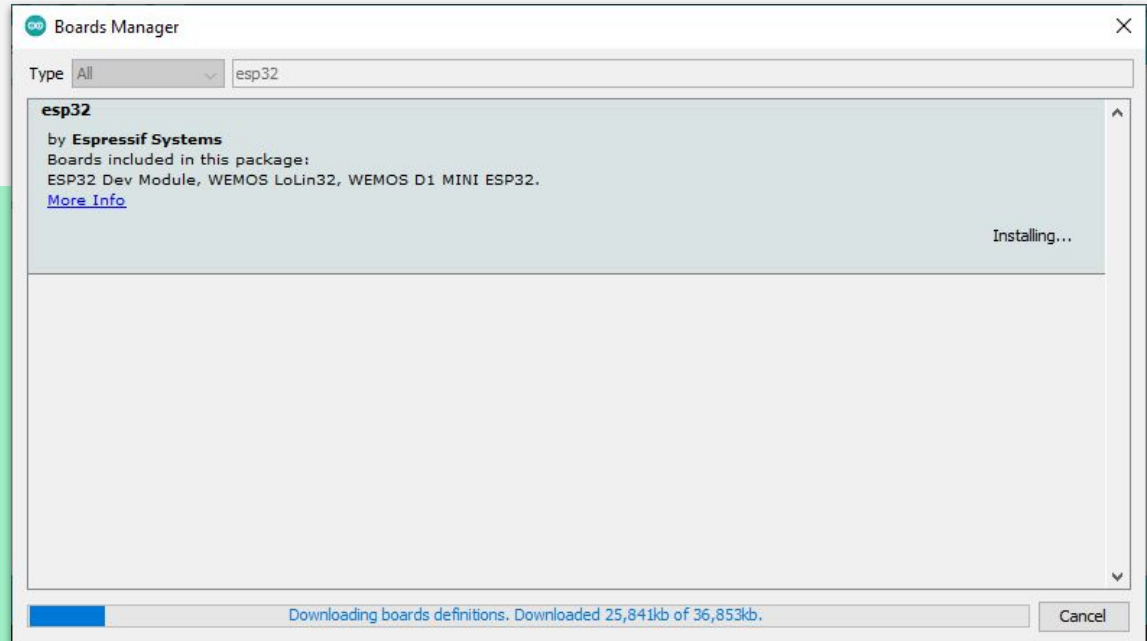 Boards Manager
Type All esp32
esp32
by Espressif Systems
Boards included in this package:
ESP32 Dev Module, WEMOS LoLin32, WEMOS D1 MINI ESP32.
More Info
Installing...
Downloading boards definitions. Downloaded 25,841kb of 36,853kb. Cancel